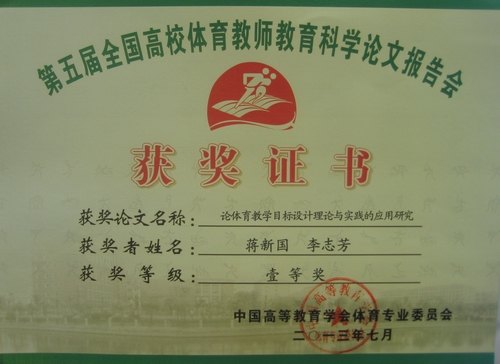 第五届全国高校体育教师教育科学论文报告会
获奖证书
获奖论文名称：论体育教学目标设计理论与实践的应用研究
获奖者姓名：蒋新国 李志芳
获奖等级：壹等奖
中国高等教育学会体育专业委员会
二〇一三年七月